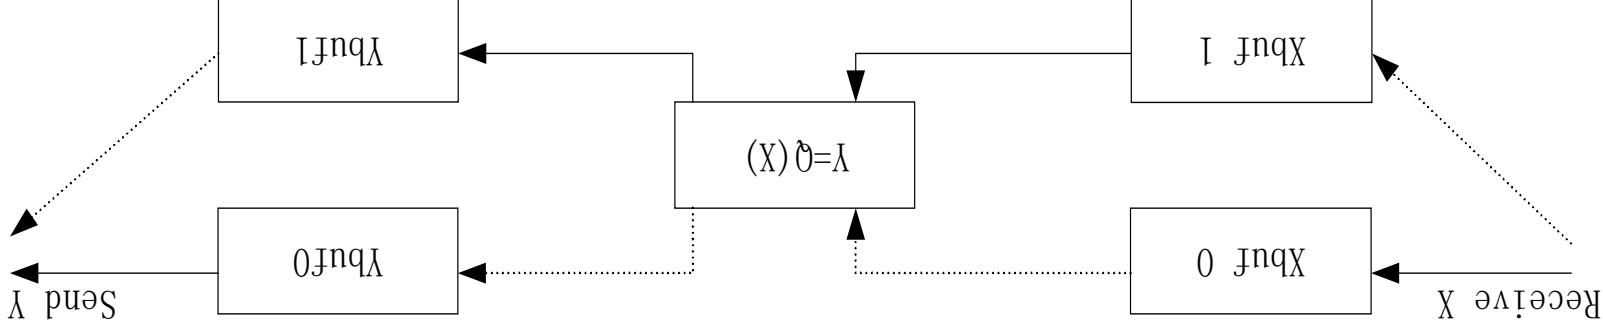 Receive X
Send Y
Xbuf 0
Ybuf0
Y=Q(X)
Xbuf 1
Ybuf1